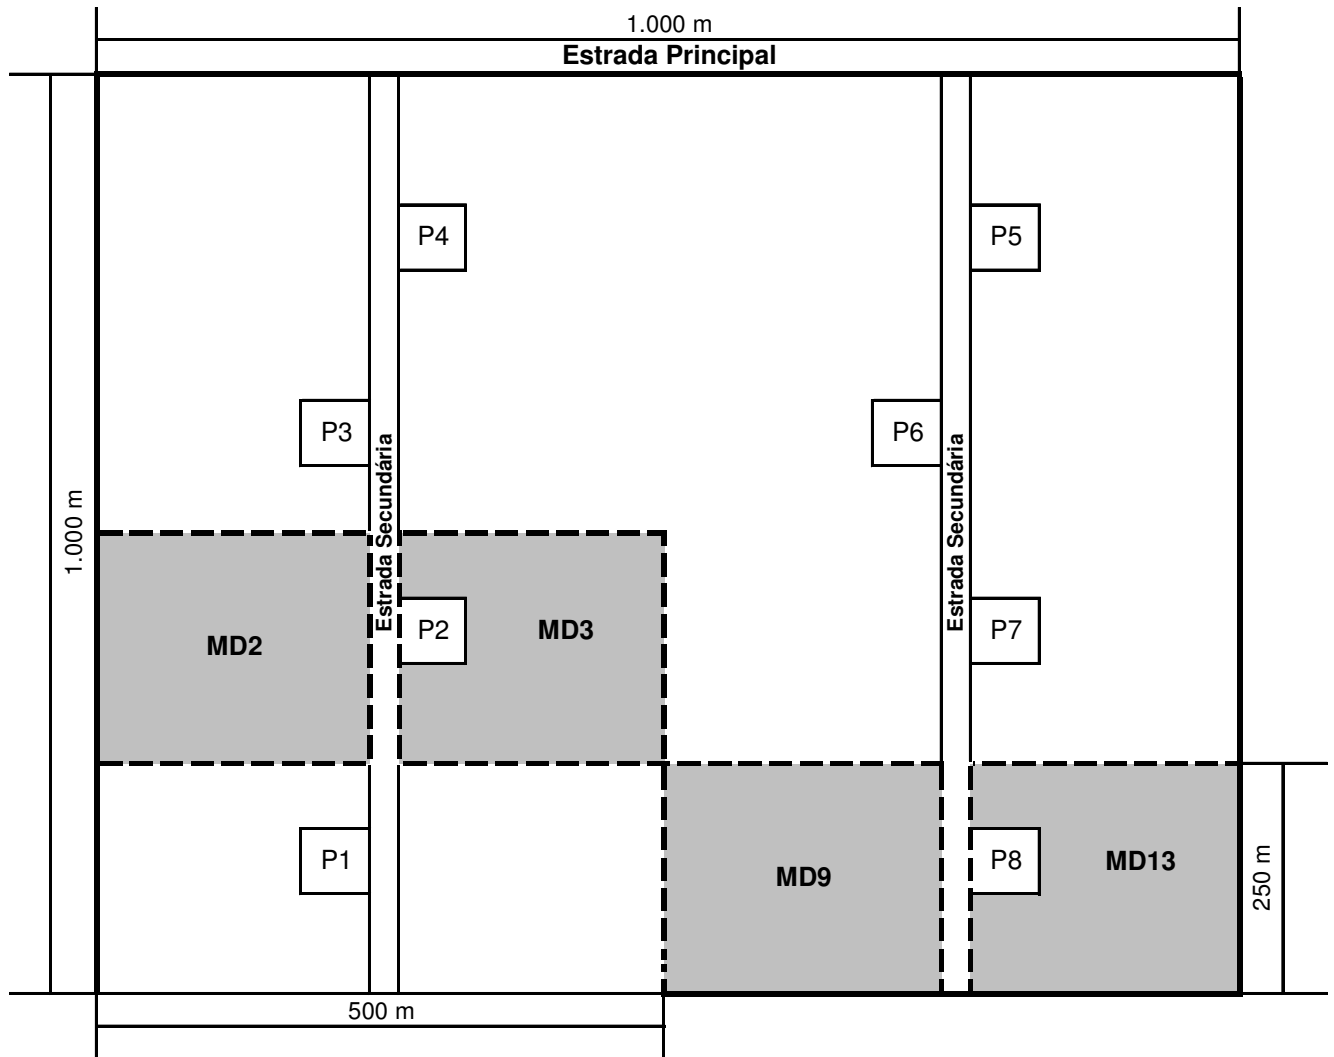 1.000 m
Estrada Principal
P4
P5
P3
P6
Estrada Secundária
Estrada Secundária
1.000 m
MD2
P2
MD3
P7
P1
MD9
P8
MD13
250 m
500 m